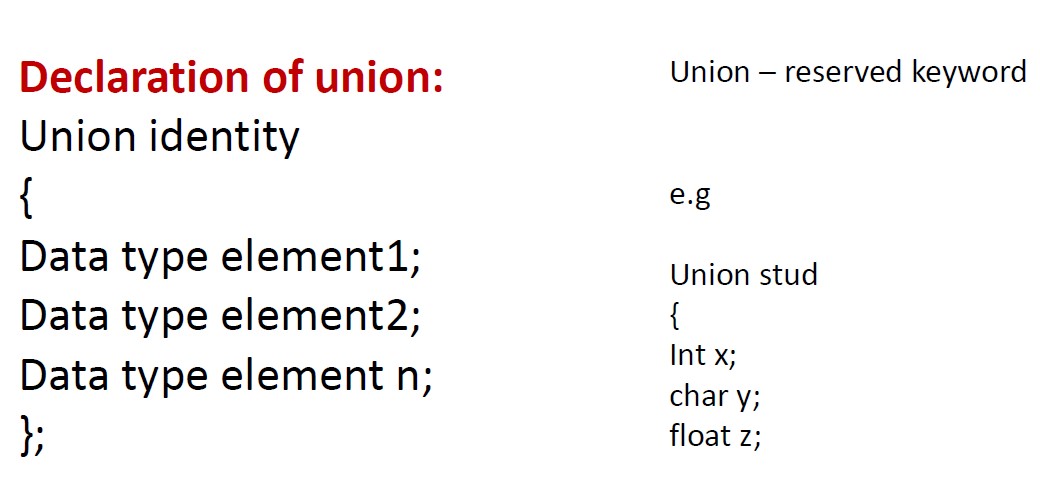 Declaration of union:
Union identity
{
Data type element1;
Data type element2;
Data type element n;
};
Union – reserved keyword
e.g
Union stud
{
Int x;
char y;
float z;